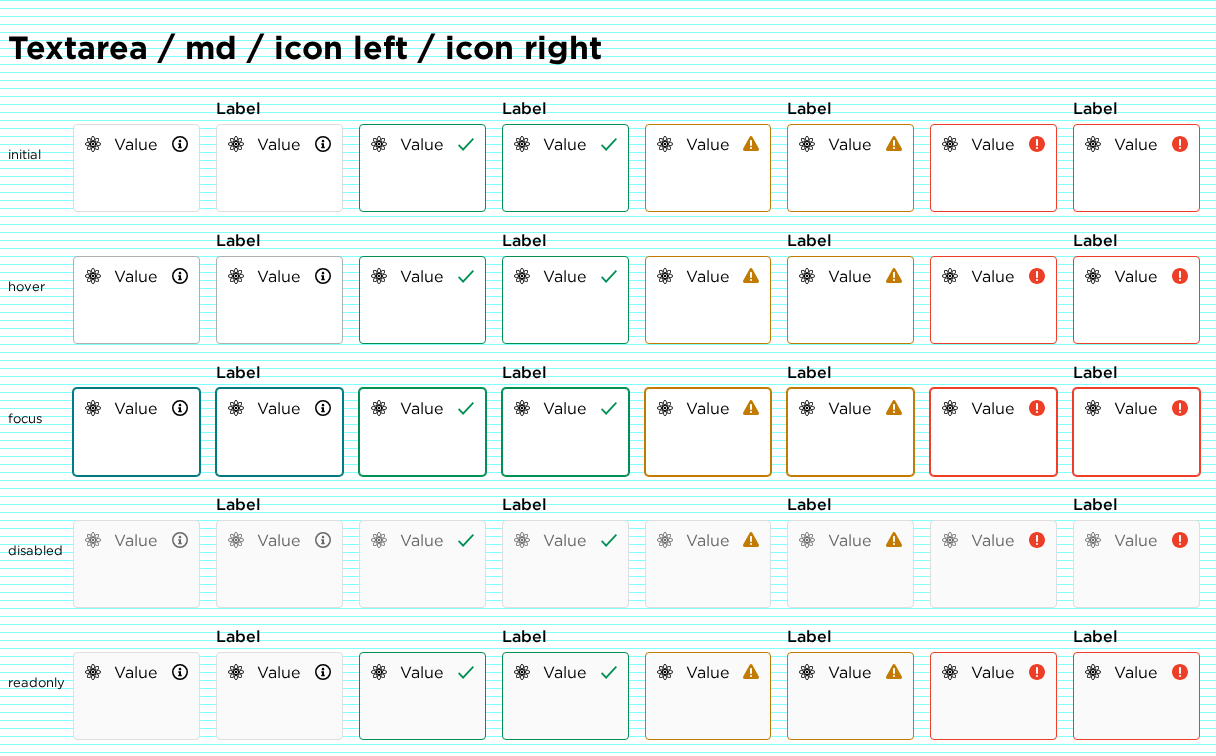 Textarea / md / icon left / icon right
Label Label Label Label
initial Value Value Value Value Value Value Value Value
Label Label Label Label
hover Value Value Value Value Value Value Value Value
Label Label Label Label
focus Value Value Value Value Value Value Value Value
Label Label Label Label
disabled Value Value Value Value Value Value Value Value
Label Label Label Label
readonly Value Value Value Value Value Value Value Value